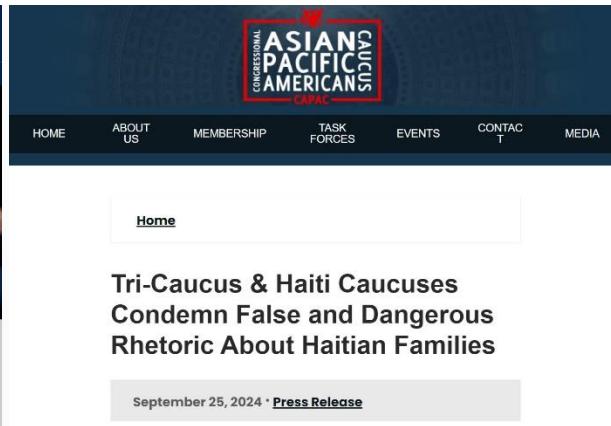 CONGRESSIONAL
ASIAN
PACIFIC
AMERICANS
CAUCUS
CAPAC
HOME
ABOUT
US
MEMBERSHIP
TASK
FORCES
EVENTS
CONTAC
T
MEDIA
Home
Tri-Caucus & Haiti Caucuses
Condemn False and Dangerous
Rhetoric About Haitian Families
September 25, 2024 · Press Release